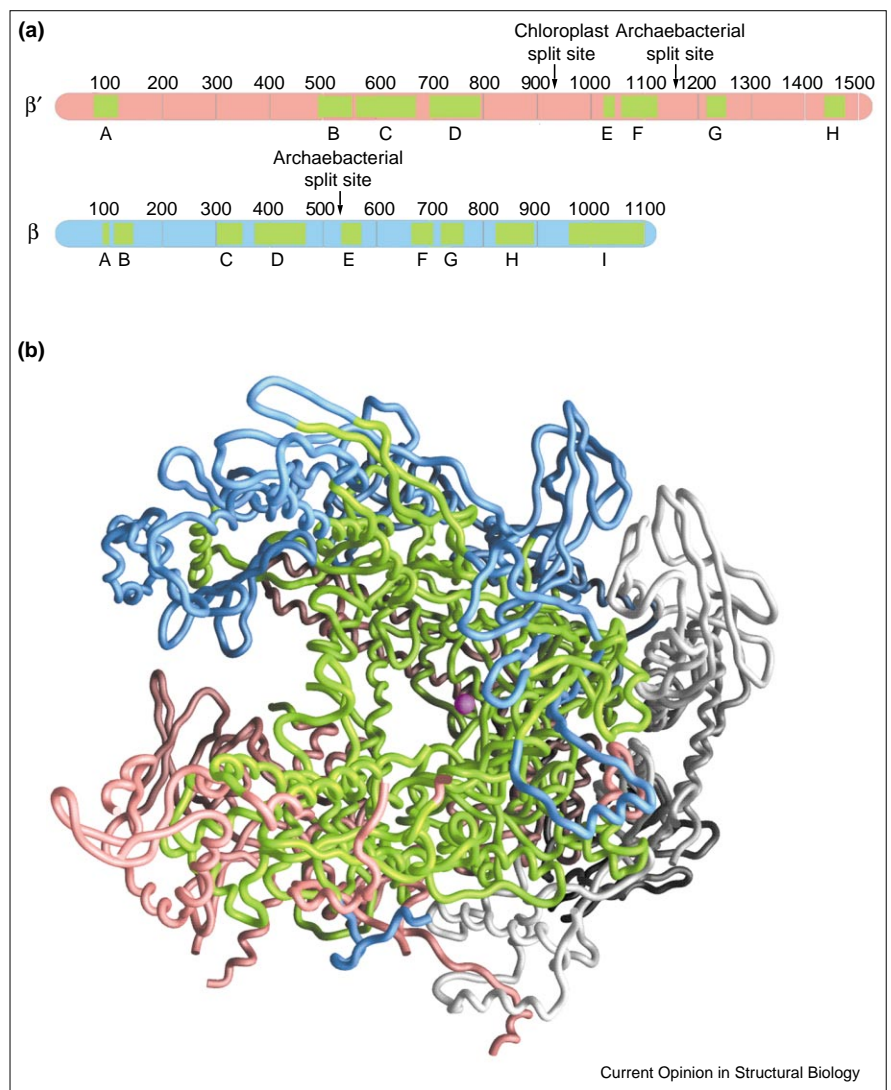 (a)
Chloroplast Archaebacterial
split site split site
100 200 300 400 500 600 700 800 900 1000 1100 1200 1300 1400 1500
β′
A B C D E F G H
Archaebacterial
split site
100 200 300 400 500 600 700 800 900 1000 1100
β
A B C D E F G H I
(b)
Current Opinion in Structural Biology